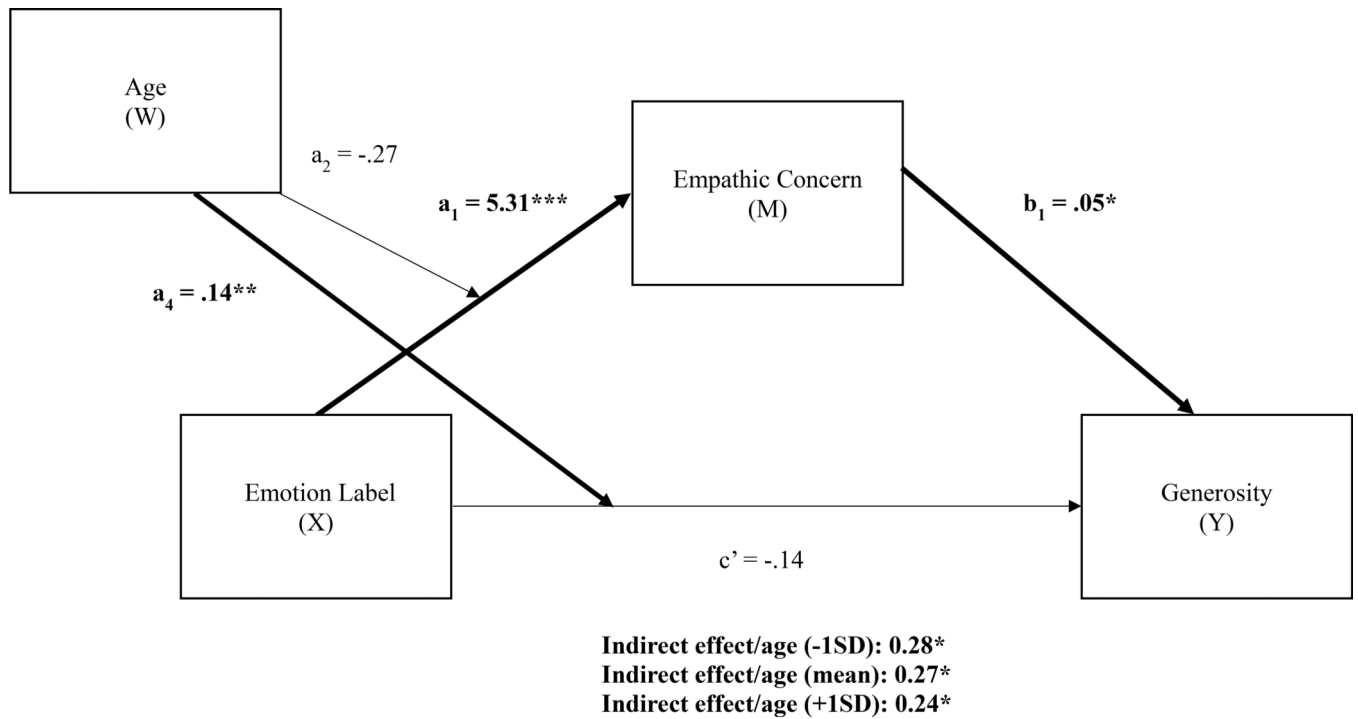 Age
(W)
a2 = -.27
Empathic Concern
(M)
a1 = 5.31***
b1 = .05*
a4 = .14**
Emotion Label
(X)
Generosity
(Y)
c’ = -.14
Indirect effect/age (-1SD): 0.28*
Indirect effect/age (mean): 0.27*
Indirect effect/age (+1SD): 0.24*